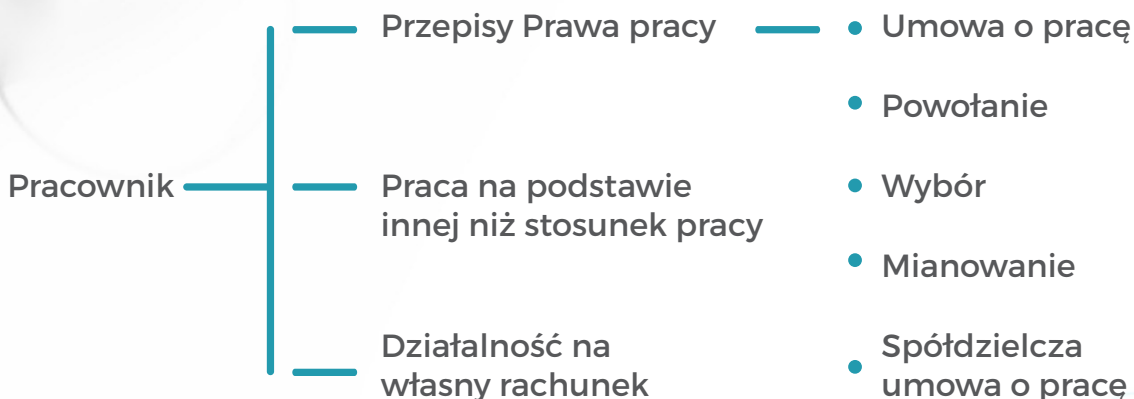 Pracownik
Przepisy Prawa pracy
Praca na podstawie
innej niż stosunek pracy
Działalność na
własny rachunek
Umowa o pracę
Powołanie
Wybór
Mianowanie
Spółdzielcza
umowa o pracę